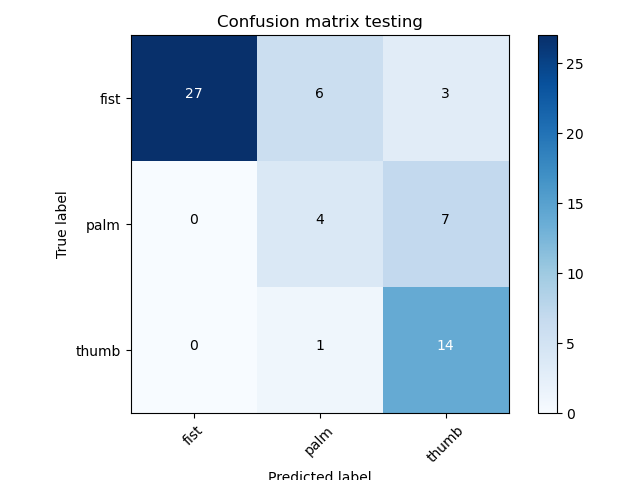 Confusion matrix testing
fist 27 6 3
palm 0 4 7
thumb 0 1 14
fist palm thumb
True label
Predicted label
25
20
15
10
5
0